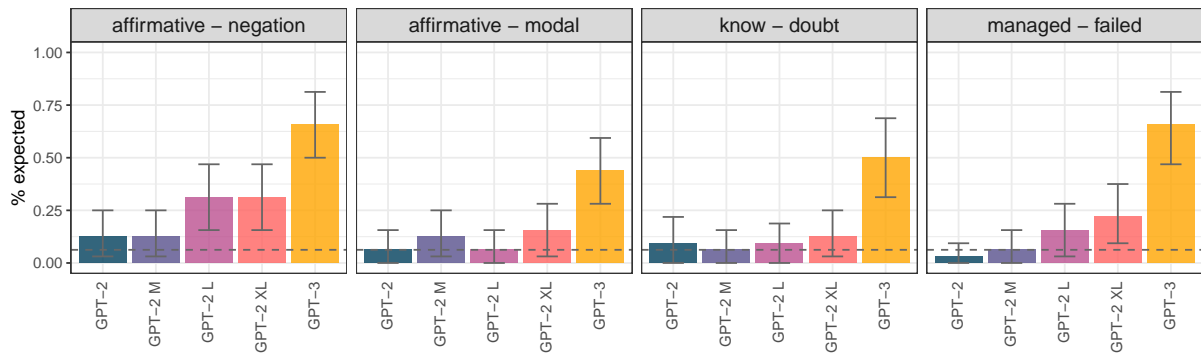 affirmative − negation
affirmative − modal
know − doubt
managed − failed
% expected
1.00
0.75
0.50
0.25
0.00
GPT−2
GPT−2 M
GPT−2 L
GPT−2 XL
GPT−3
GPT−2
GPT−2 M
GPT−2 L
GPT−2 XL
GPT−3
GPT−2
GPT−2 M
GPT−2 L
GPT−2 XL
GPT−3
GPT−2
GPT−2 M
GPT−2 L
GPT−2 XL
GPT−3